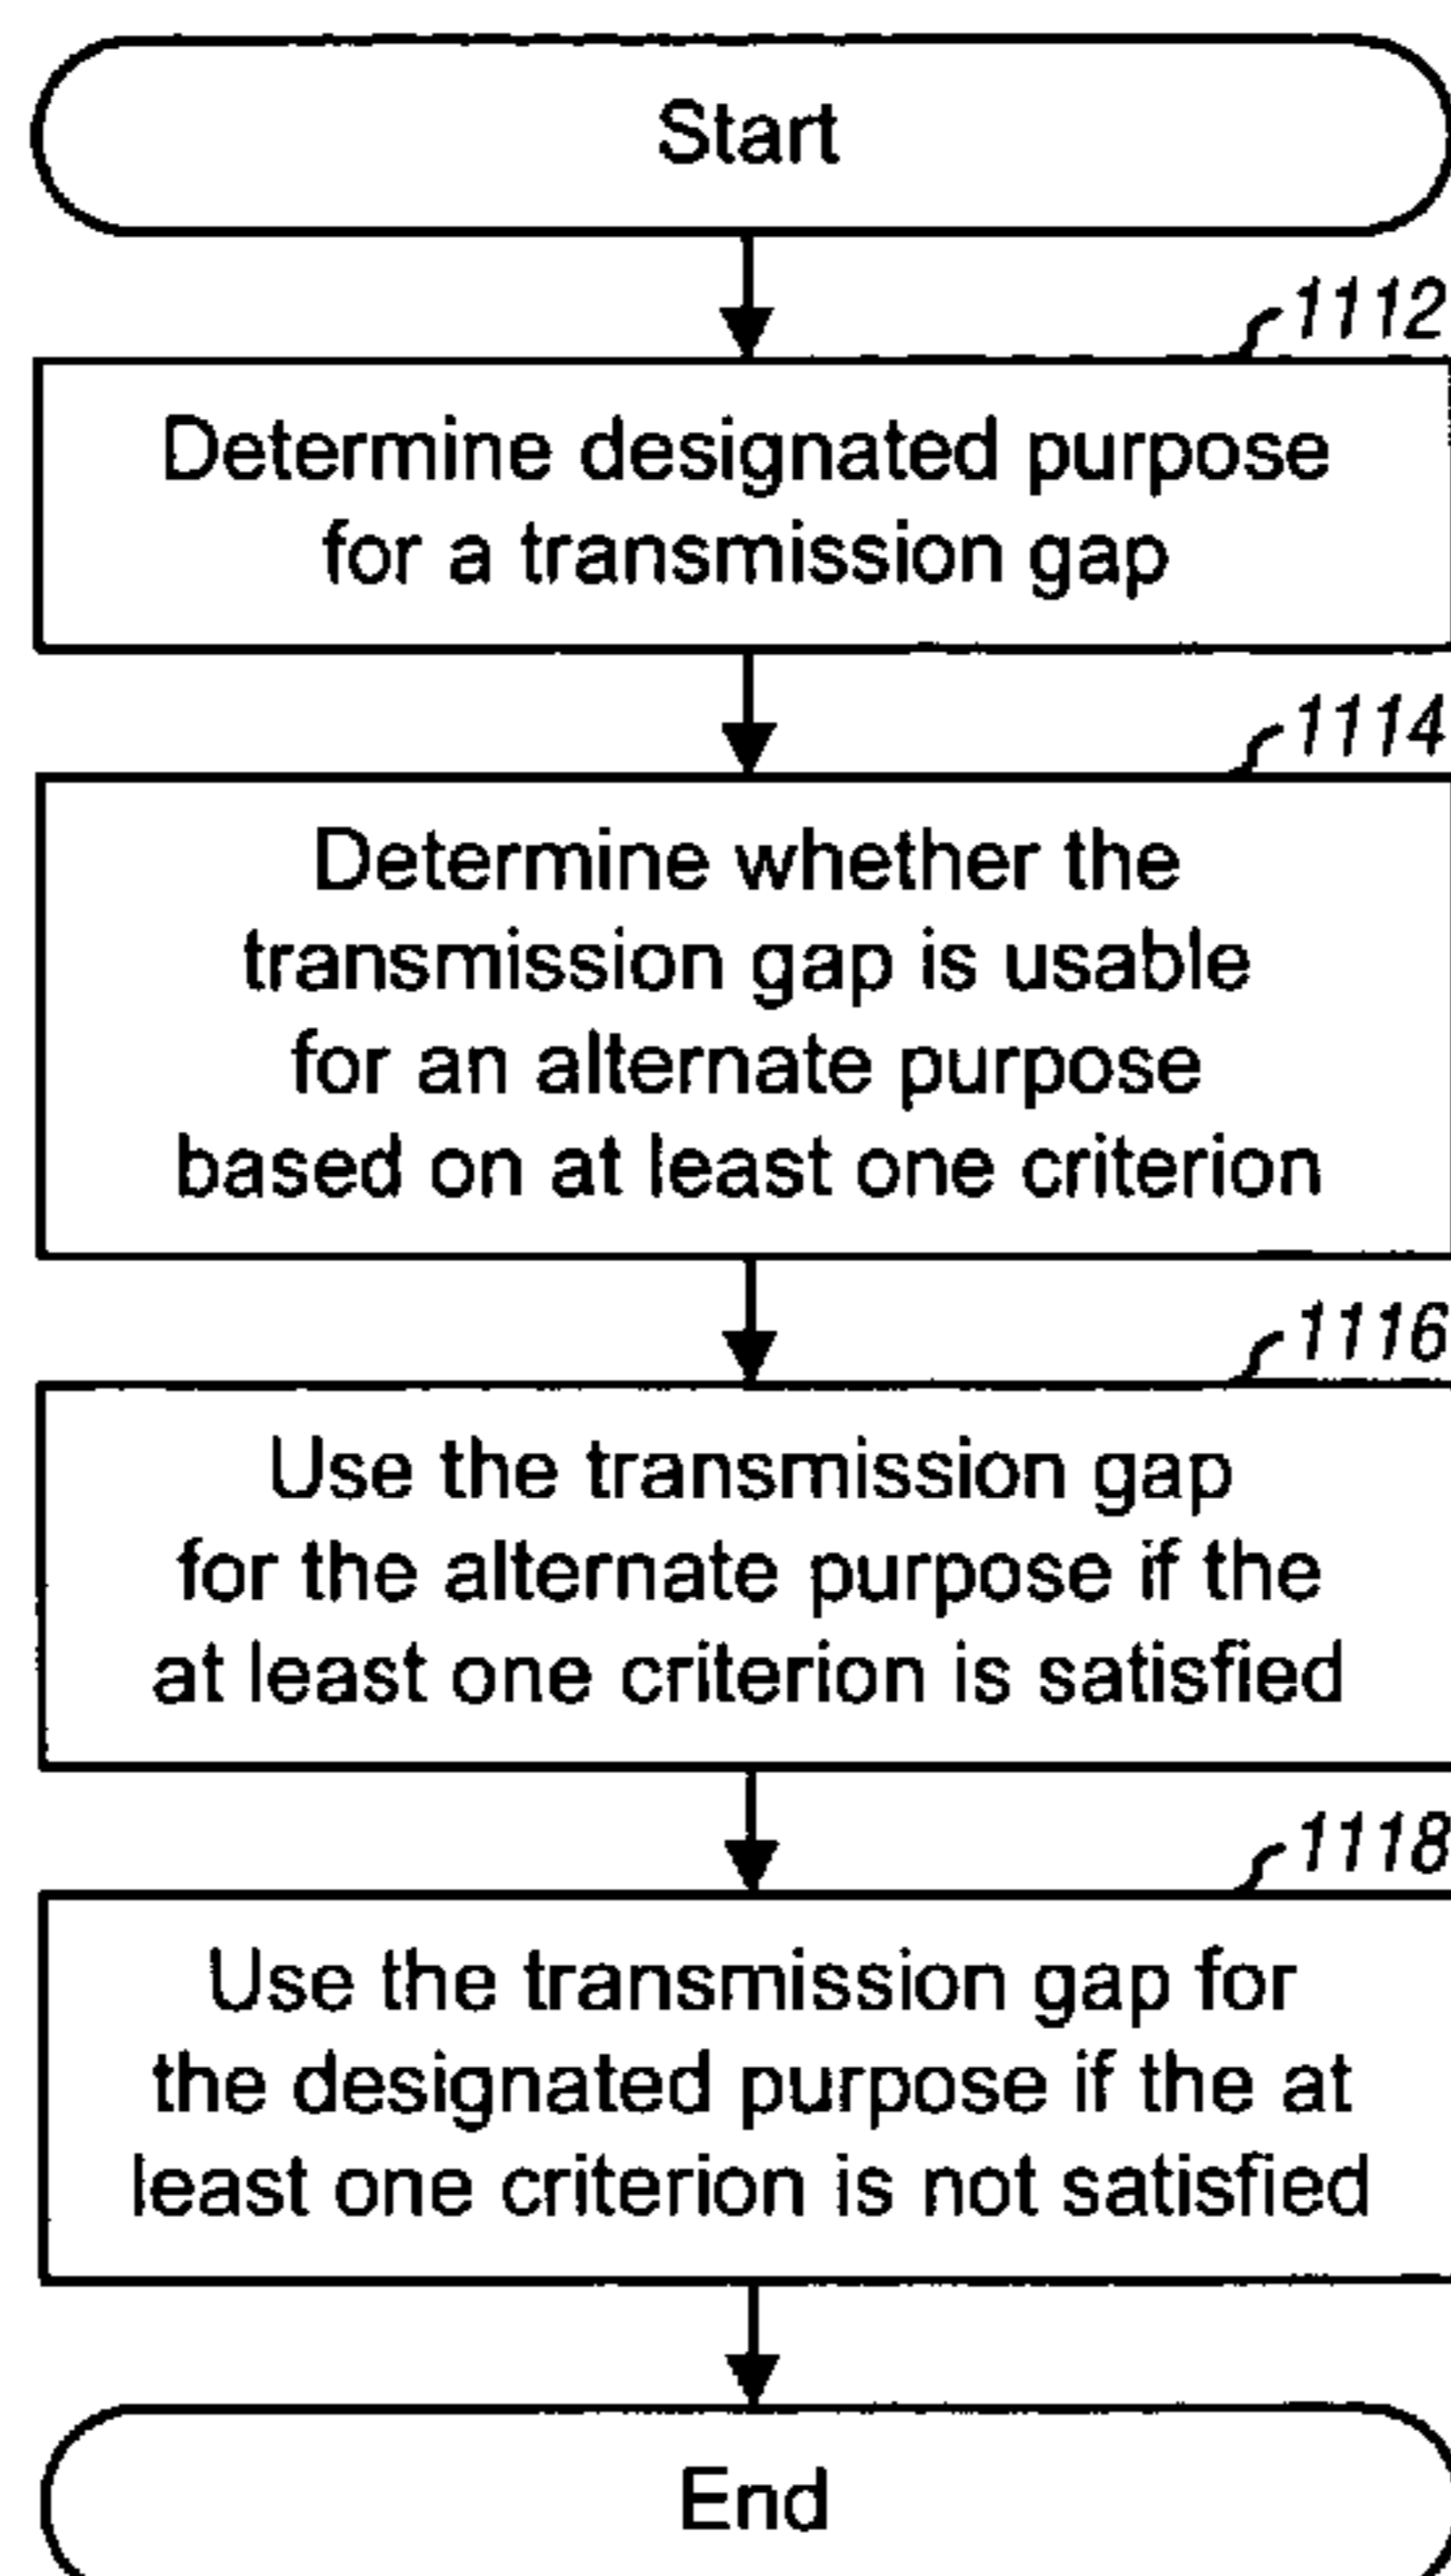 Start
1112
Determine designated purpose
for a transmission gap
1114
Determine whether the
transmission gap is usable
for an alternate purpose
based on at least one criterion
1116
Use the transmission gap
for the alternate purpose if the
at least one criterion is satisfied
1118
Use the transmission gap for
the designated purpose if the at
least one criterion is not satisfied
End